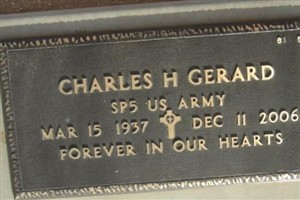 CHARLES H GERARD
SP5 US ARMY
MAR 15 1937 DEC 11 2006
FOREVER IN OUR HEARTS